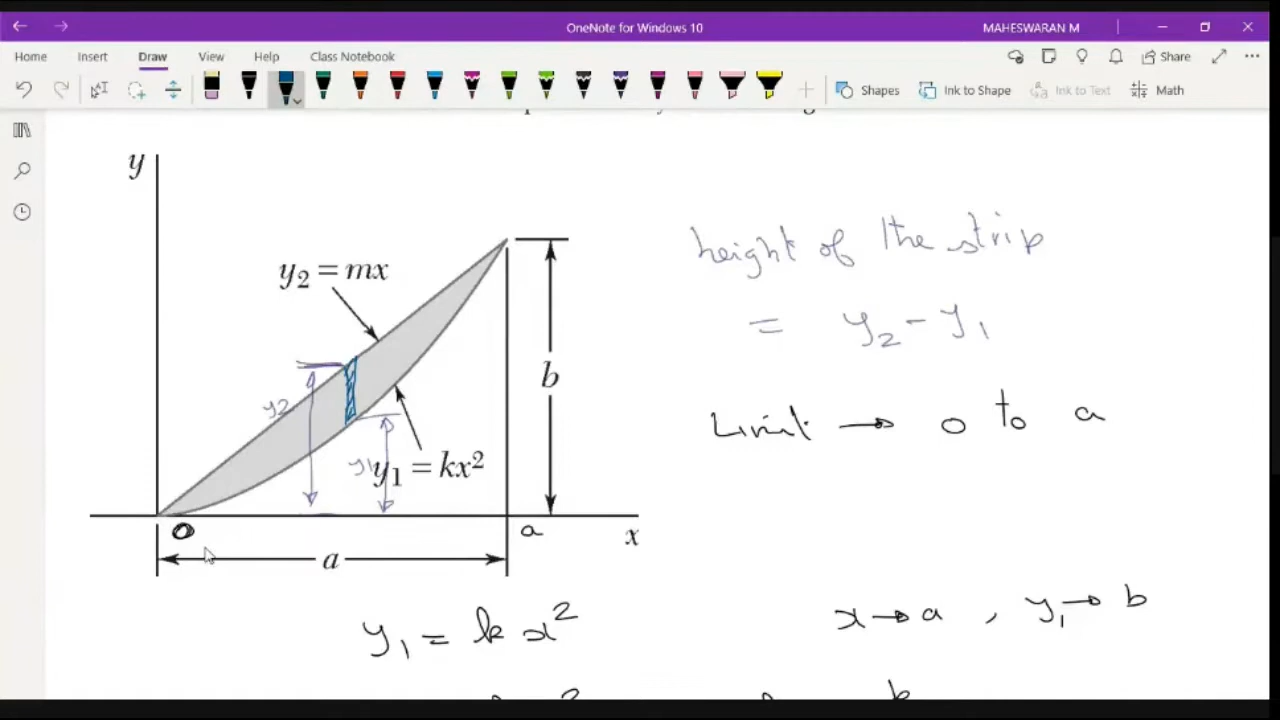 OneNote for Windows 10
MAHESWARAN M
Home Insert Draw View Help Class Notebook
Share
Shapes Ink to Shape Ink to Text Math
y
y₂ = mx
height of the strip
= y₂ - y₁
b
y2
Limit → 0 to a
y1
y₁ = kx²
0
a
x
a
y₁ = k x²
x → a , y₁ → b